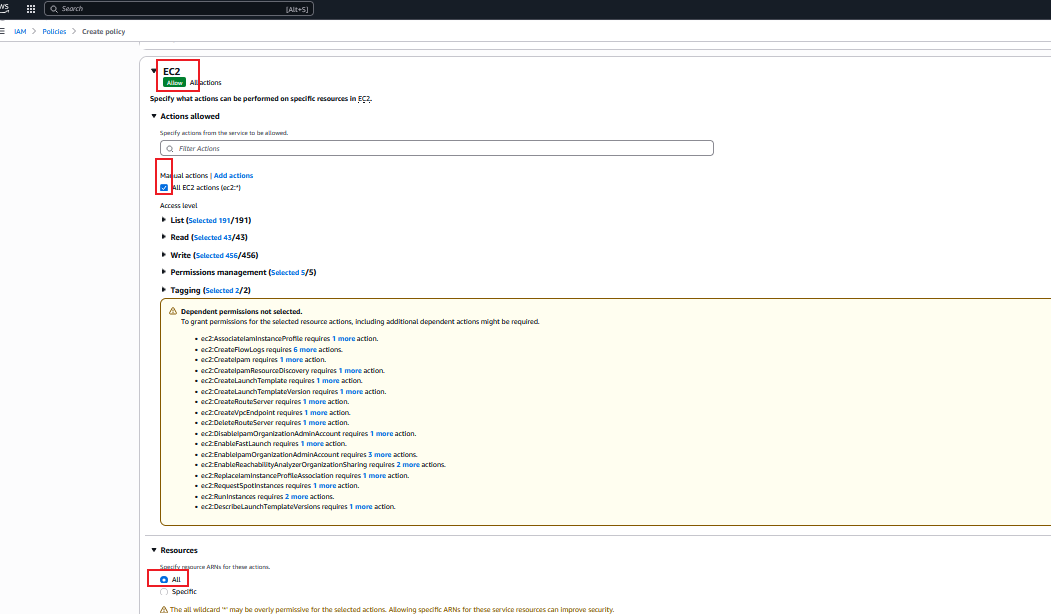 Search [Alt+S]
IAM > Policies > Create policy
EC2
Allow All actions
Specify what actions can be performed on specific resources in EC2.
Actions allowed
Specify actions from the service to be allowed.
Filter Actions
Manual actions | Add actions
All EC2 actions (ec2:*)
Access level
List (Selected 191/191)
Read (Selected 43/43)
Write (Selected 456/456)
Permissions management (Selected 5/5)
Tagging (Selected 2/2)
Dependent permissions not selected.
To grant permissions for the selected resource actions, including additional dependent actions might be required.
• ec2:AssociateIamInstanceProfile requires 1 more action.
• ec2:CreateFlowLogs requires 6 more actions.
• ec2:CreateIpam requires 1 more action.
• ec2:CreateIpamResourceDiscovery requires 1 more action.
• ec2:CreateLaunchTemplate requires 1 more action.
• ec2:CreateLaunchTemplateVersion requires 1 more action.
• ec2:CreateRouteServer requires 1 more action.
• ec2:CreateVpcEndpoint requires 1 more action.
• ec2:DeleteRouteServer requires 1 more action.
• ec2:DisableIpamOrganizationAdminAccount requires 1 more action.
• ec2:EnableFastLaunch requires 1 more action.
• ec2:EnableIpamOrganizationAdminAccount requires 3 more actions.
• ec2:EnableReachabilityAnalyzerOrganizationSharing requires 2 more actions.
• ec2:ReplaceIamInstanceProfileAssociation requires 1 more action.
• ec2:RequestSpotInstances requires 1 more action.
• ec2:RunInstances requires 2 more actions.
• ec2:DescribeLaunchTemplateVersions requires 1 more action.
Resources
Specify resource ARNs for these actions.
All
Specific
The all wildcard '*' may be overly permissive for the selected actions. Allowing specific ARNs for these service resources can improve security.